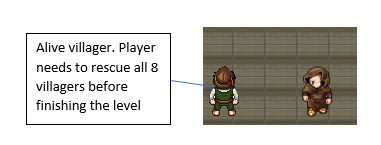 Alive villager. Player
needs to rescue all 8
villagers before
finishing the level